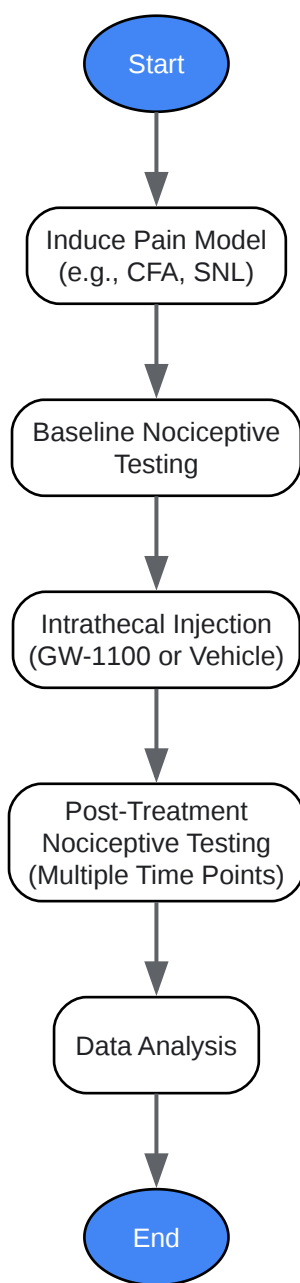 Start
Induce Pain Model
(e.g., CFA, SNL)
Baseline Nociceptive
Testing
Intrathecal Injection
(GW-1100 or Vehicle)
Post-Treatment
Nociceptive Testing
(Multiple Time Points)
Data Analysis
End